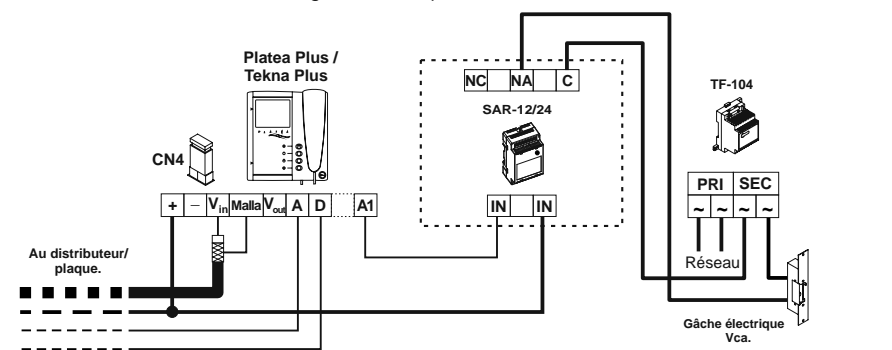 Platea Plus /
Tekna Plus
NC NA C
TF-104
SAR-12/24
CN4
PRI SEC
+ – Vin Malla Vout A D A1
IN IN
~ ~ ~ ~
Réseau
Au distributeur/
plaque.
Gâche électrique
Vca.